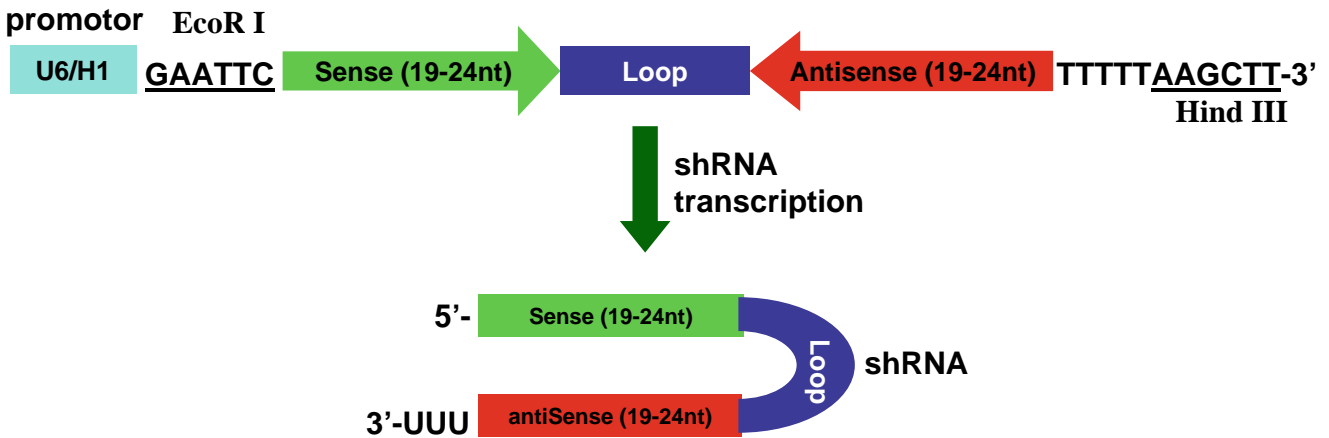 promotor EcoR I
U6/H1 GAATTC Sense (19-24nt) Loop Antisense (19-24nt) TTTTTAAGCTT-3’
Hind III
shRNA
transcription
5’- Sense (19-24nt)
Loop shRNA
3’-UUU antiSense (19-24nt)